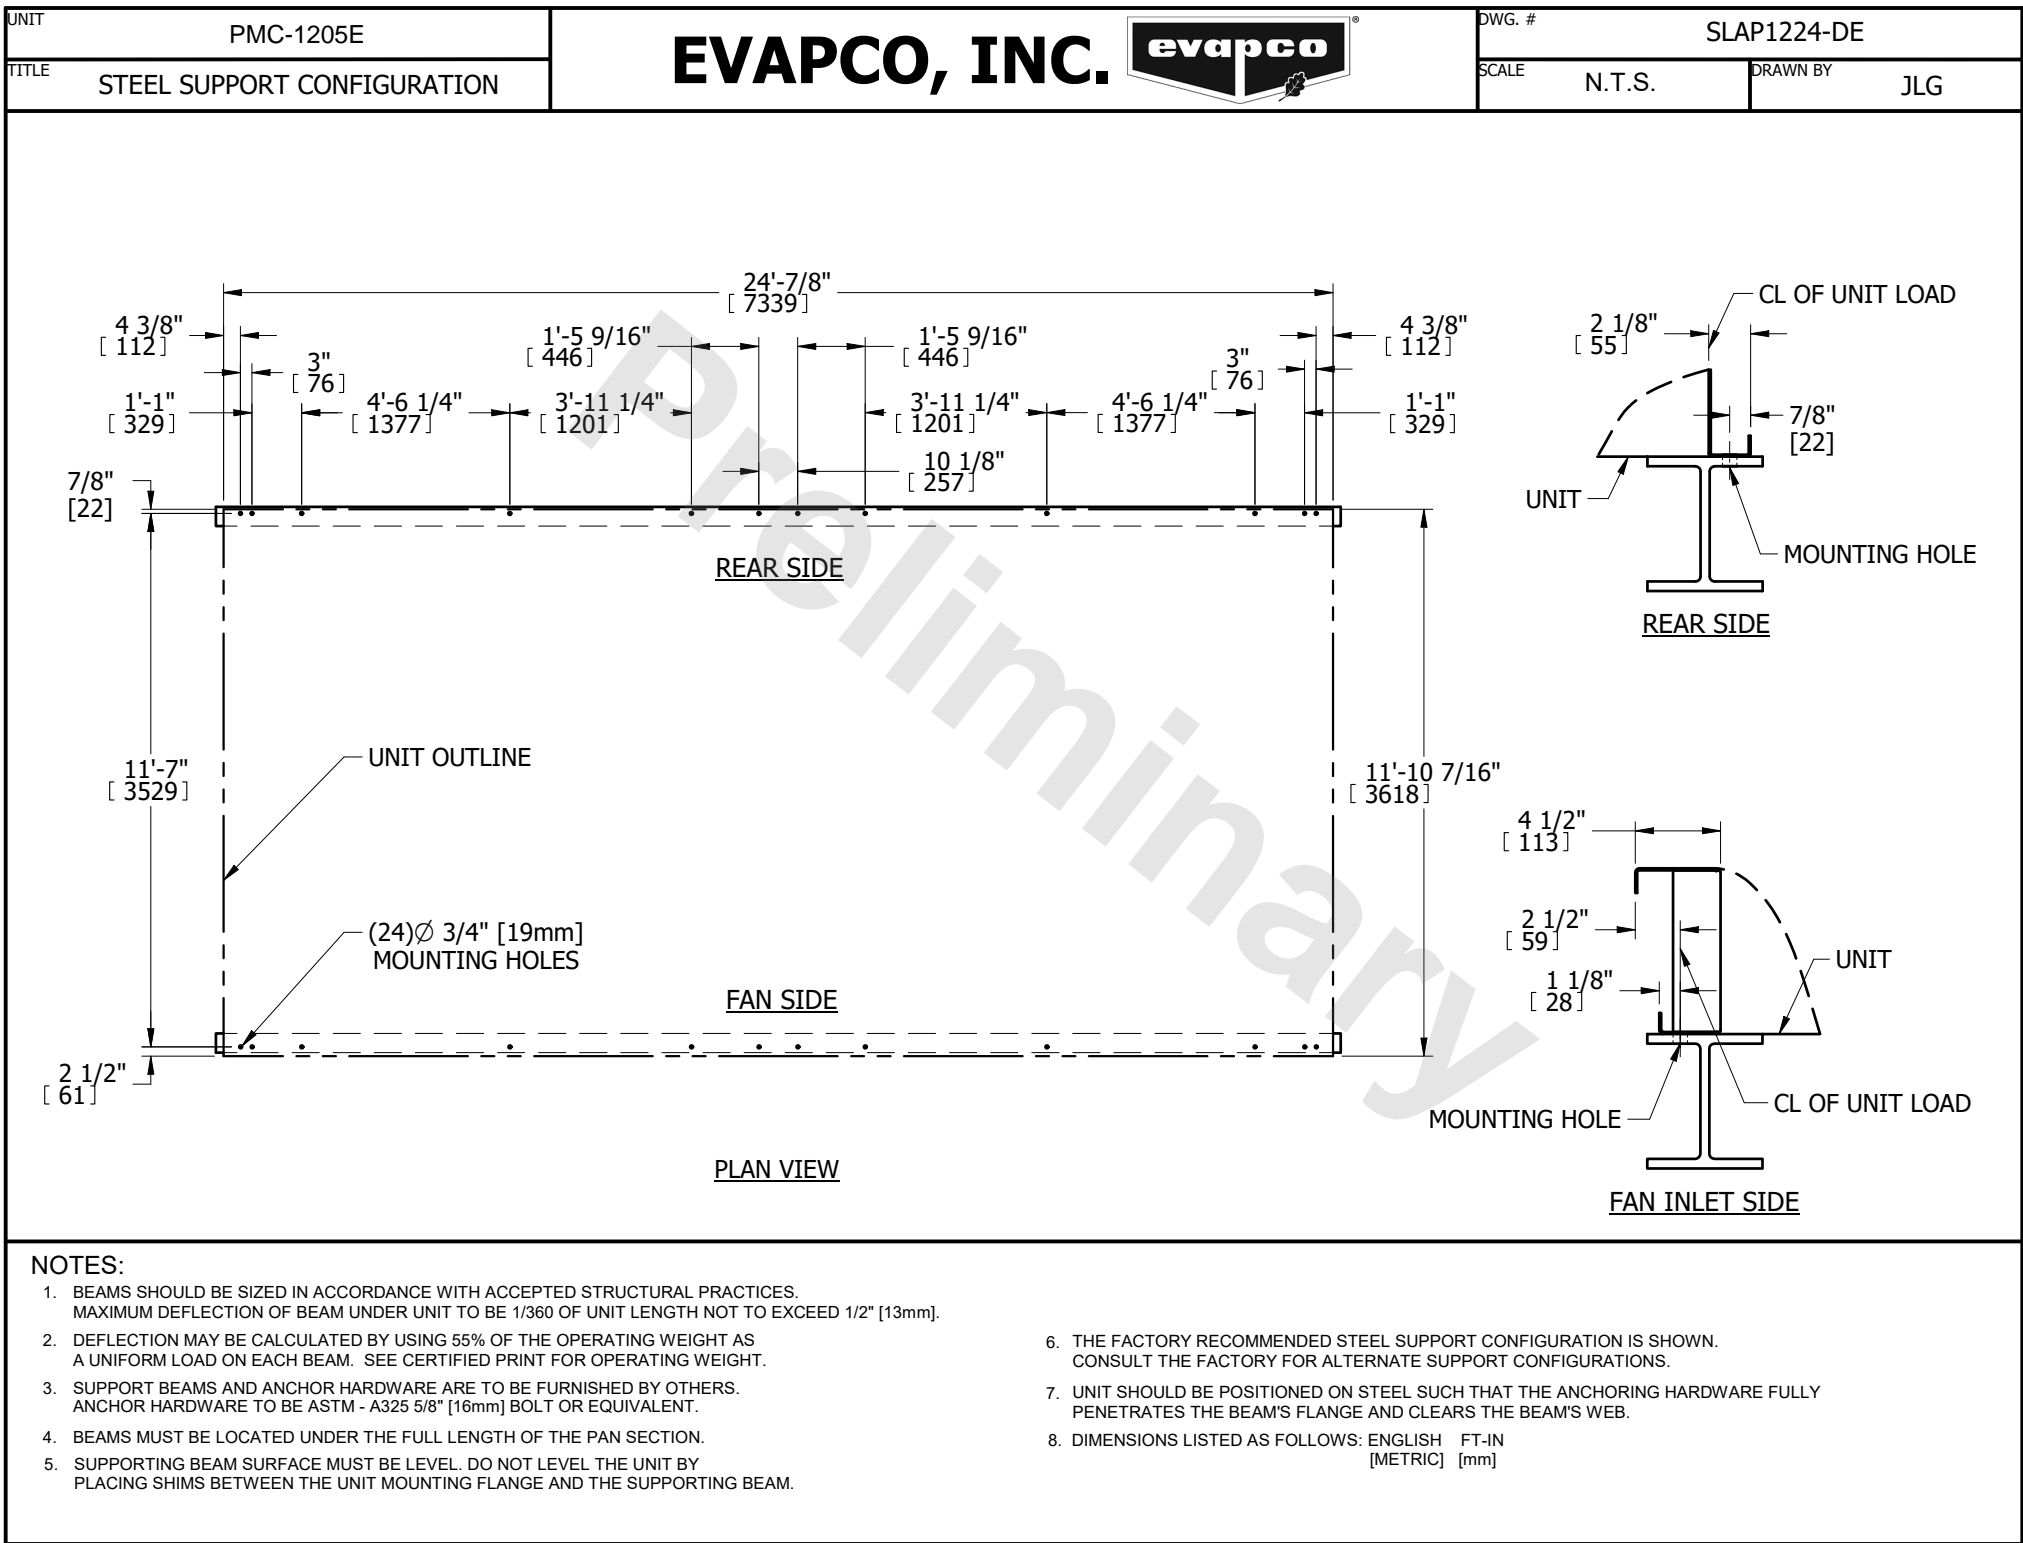 UNIT
PMC-1205E
TITLE
STEEL SUPPORT CONFIGURATION
EVAPCO, INC.
evapco
®
DWG. #
SLAP1224-DE
SCALE
N.T.S.
DRAWN BY
JLG
24'-7/8"
[ 7339]
4 3/8"
[ 112]
3"
[ 76]
1'-5 9/16"
[ 446]
1'-5 9/16"
[ 446]
3"
[ 76]
4 3/8"
[ 112]
1'-1"
[ 329]
4'-6 1/4"
[ 1377]
3'-11 1/4"
[ 1201]
3'-11 1/4"
[ 1201]
4'-6 1/4"
[ 1377]
1'-1"
[ 329]
10 1/8"
[ 257]
7/8"
[22]
REAR SIDE
UNIT OUTLINE
11'-7"
[ 3529]
11'-10 7/16"
[ 3618]
(24)Ø 3/4" [19mm]
MOUNTING HOLES
FAN SIDE
2 1/2"
[ 61]
PLAN VIEW
Preliminary
CL OF UNIT LOAD
2 1/8"
[ 55]
7/8"
[22]
UNIT
MOUNTING HOLE
REAR SIDE
4 1/2"
[ 113]
2 1/2"
[ 59]
1 1/8"
[ 28]
UNIT
CL OF UNIT LOAD
MOUNTING HOLE
FAN INLET SIDE
NOTES:
1. BEAMS SHOULD BE SIZED IN ACCORDANCE WITH ACCEPTED STRUCTURAL PRACTICES.
MAXIMUM DEFLECTION OF BEAM UNDER UNIT TO BE 1/360 OF UNIT LENGTH NOT TO EXCEED 1/2" [13mm].
2. DEFLECTION MAY BE CALCULATED BY USING 55% OF THE OPERATING WEIGHT AS
A UNIFORM LOAD ON EACH BEAM. SEE CERTIFIED PRINT FOR OPERATING WEIGHT.
3. SUPPORT BEAMS AND ANCHOR HARDWARE ARE TO BE FURNISHED BY OTHERS.
ANCHOR HARDWARE TO BE ASTM - A325 5/8" [16mm] BOLT OR EQUIVALENT.
4. BEAMS MUST BE LOCATED UNDER THE FULL LENGTH OF THE PAN SECTION.
5. SUPPORTING BEAM SURFACE MUST BE LEVEL. DO NOT LEVEL THE UNIT BY
PLACING SHIMS BETWEEN THE UNIT MOUNTING FLANGE AND THE SUPPORTING BEAM.
6. THE FACTORY RECOMMENDED STEEL SUPPORT CONFIGURATION IS SHOWN.
CONSULT THE FACTORY FOR ALTERNATE SUPPORT CONFIGURATIONS.
7. UNIT SHOULD BE POSITIONED ON STEEL SUCH THAT THE ANCHORING HARDWARE FULLY
PENETRATES THE BEAM'S FLANGE AND CLEARS THE BEAM'S WEB.
8. DIMENSIONS LISTED AS FOLLOWS: ENGLISH FT-IN
[METRIC] [mm]